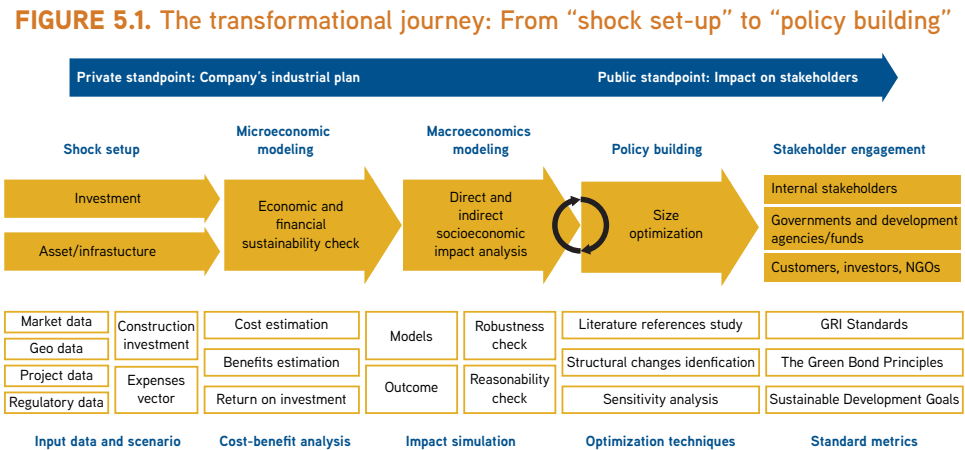 FIGURE 5.1. The transformational journey: From “shock set-up” to “policy building”
Private standpoint: Company’s industrial plan
Public standpoint: Impact on stakeholders
Shock setup
Microeconomic
modeling
Macroeconomics
modeling
Policy building
Stakeholder engagement
Investment
Asset/infrastucture
Economic and
financial
sustainability check
Direct and
indirect
socioeconomic
impact analysis
Size
optimization
Internal stakeholders
Governments and development
agencies/funds
Customers, investors, NGOs
Market data
Geo data
Project data
Regulatory data
Construction
investment
Expenses
vector
Cost estimation
Benefits estimation
Return on investment
Models
Outcome
Robustness
check
Reasonability
check
Literature references study
Structural changes idenfication
Sensitivity analysis
GRI Standards
The Green Bond Principles
Sustainable Development Goals
Input data and scenario
Cost-benefit analysis
Impact simulation
Optimization techniques
Standard metrics